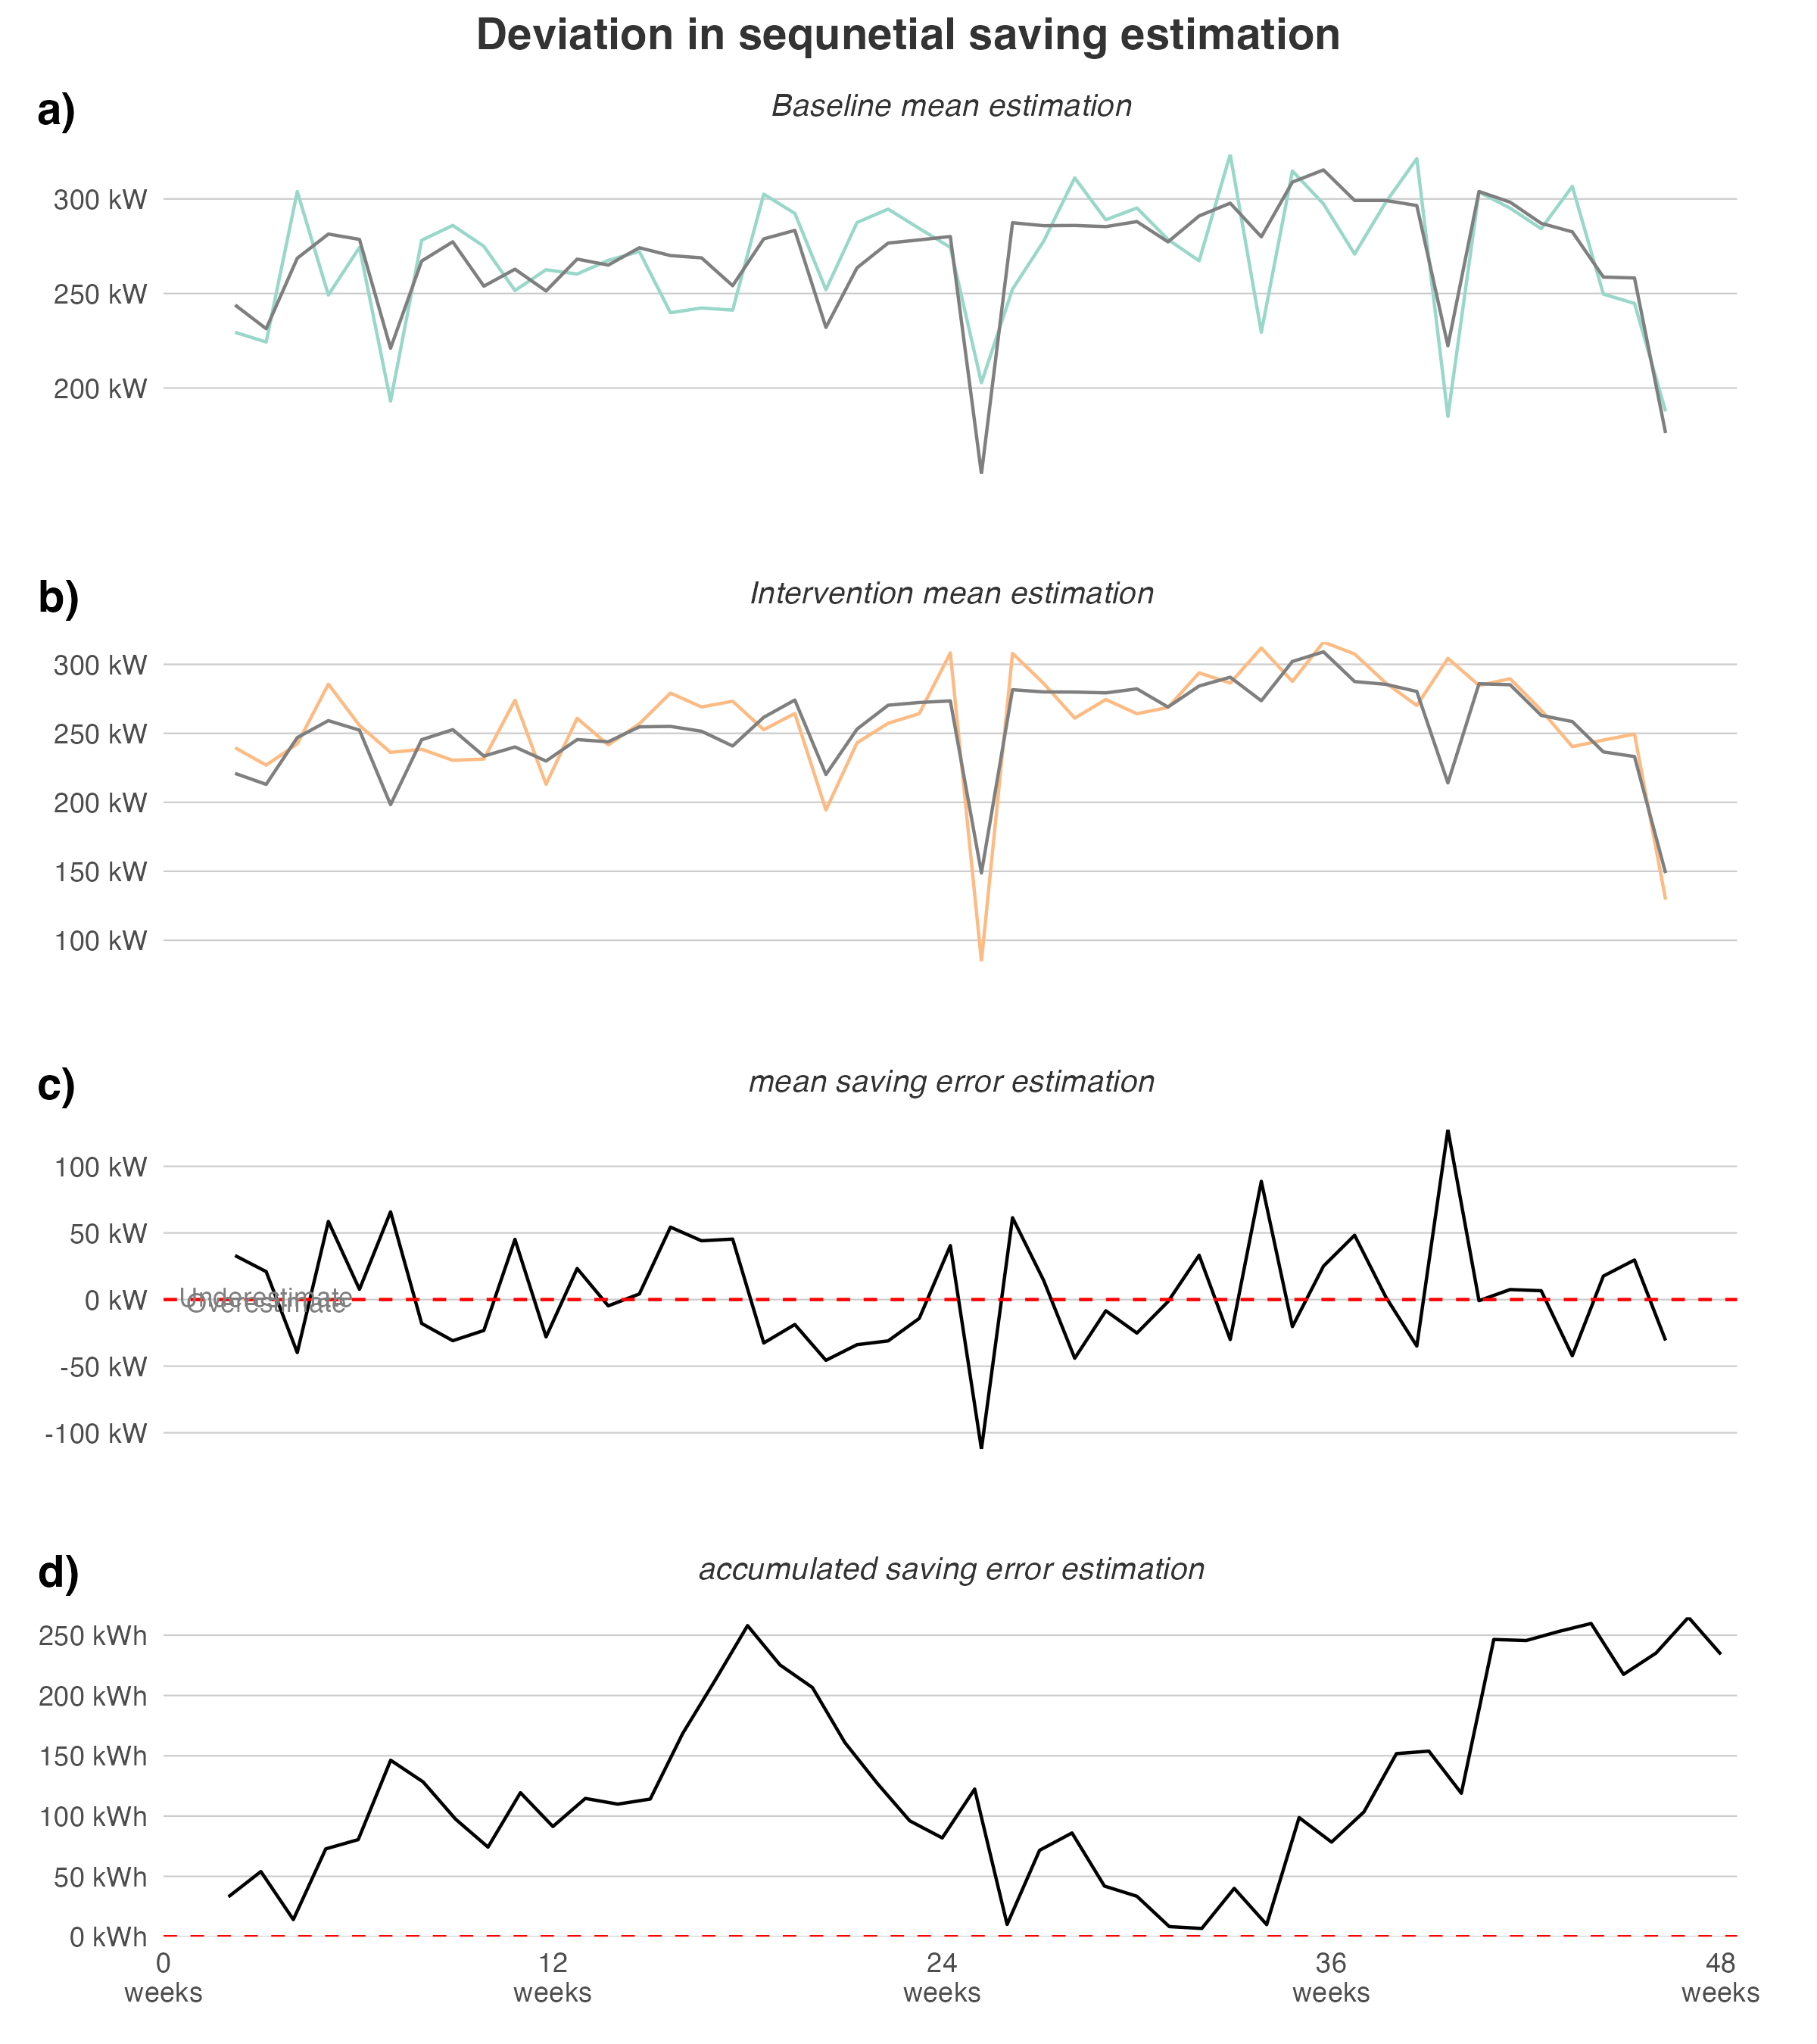 Deviation in sequnetial saving estimation
a)
Baseline mean estimation
300 kW
250 kW
200 kW
b)
Intervention mean estimation
300 kW
250 kW
200 kW
150 kW
100 kW
c)
mean saving error estimation
100 kW
50 kW
0 kW
Underestimate
Overestimate
-50 kW
-100 kW
d)
accumulated saving error estimation
250 kWh
200 kWh
150 kWh
100 kWh
50 kWh
0 kWh
0 12 24 36 48
weeks weeks weeks weeks weeks